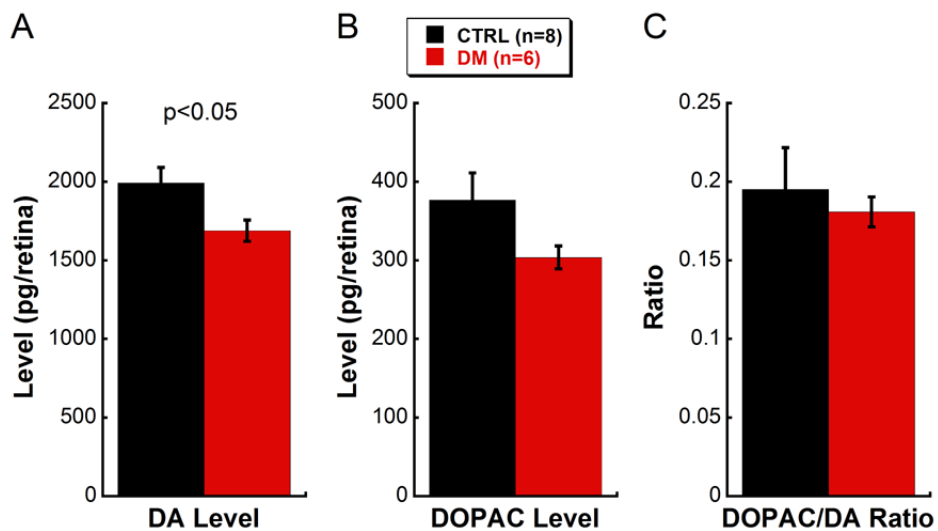 A
B
C
CTRL (n=8)
DM (n=6)
2500
2000
1500
1000
500
0
Level (pg/retina)
p<0.05
DA Level
500
400
300
200
100
0
Level (pg/retina)
DOPAC Level
0.25
0.2
0.15
0.1
0.05
0
Ratio
DOPAC/DA Ratio